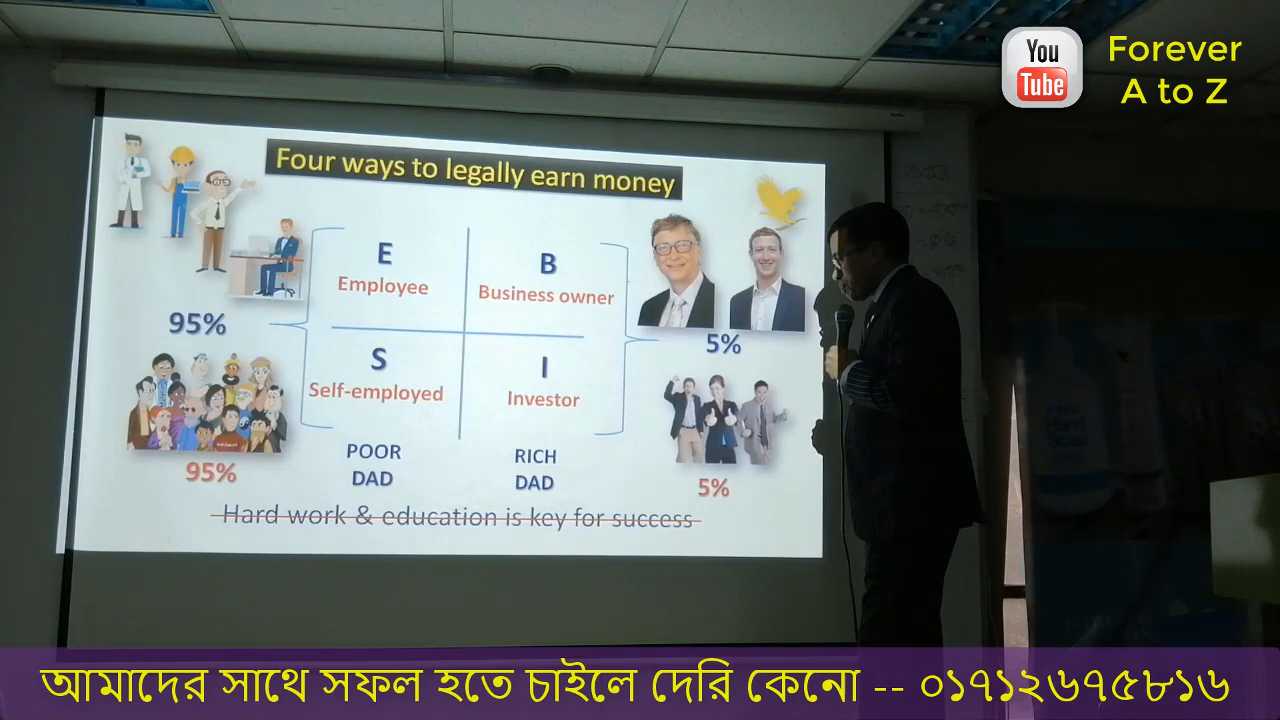 You
Tube
Forever
A to Z
Four ways to legally earn money
E
Employee
B
Business owner
95%
5%
S
Self-employed
I
Investor
95%
POOR
DAD
RICH
DAD
5%
Hard work & education is key for success
আমাদের সাথে সফল হতে চাইলে দেরি কেনো -- ০১৭১২৬৭৫৮১৬